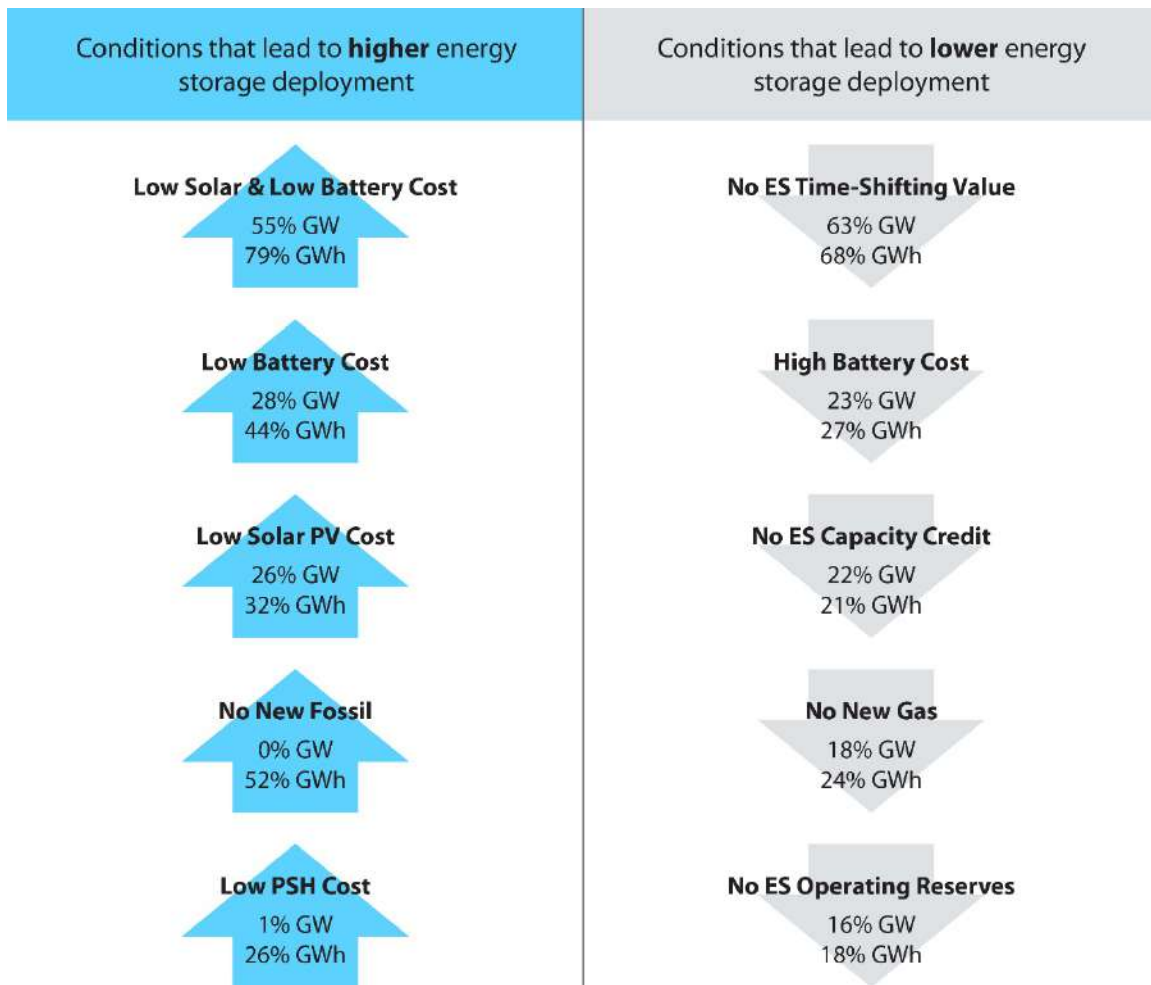 Conditions that lead to higher energy
storage deployment
Low Solar & Low Battery Cost
55% GW
79% GWh
Low Battery Cost
28% GW
44% GWh
Low Solar PV Cost
26% GW
32% GWh
No New Fossil
0% GW
52% GWh
Low PSH Cost
1% GW
26% GWh
Conditions that lead to lower energy
storage deployment
No ES Time-Shifting Value
63% GW
68% GWh
High Battery Cost
23% GW
27% GWh
No ES Capacity Credit
22% GW
21% GWh
No New Gas
18% GW
24% GWh
No ES Operating Reserves
16% GW
18% GWh